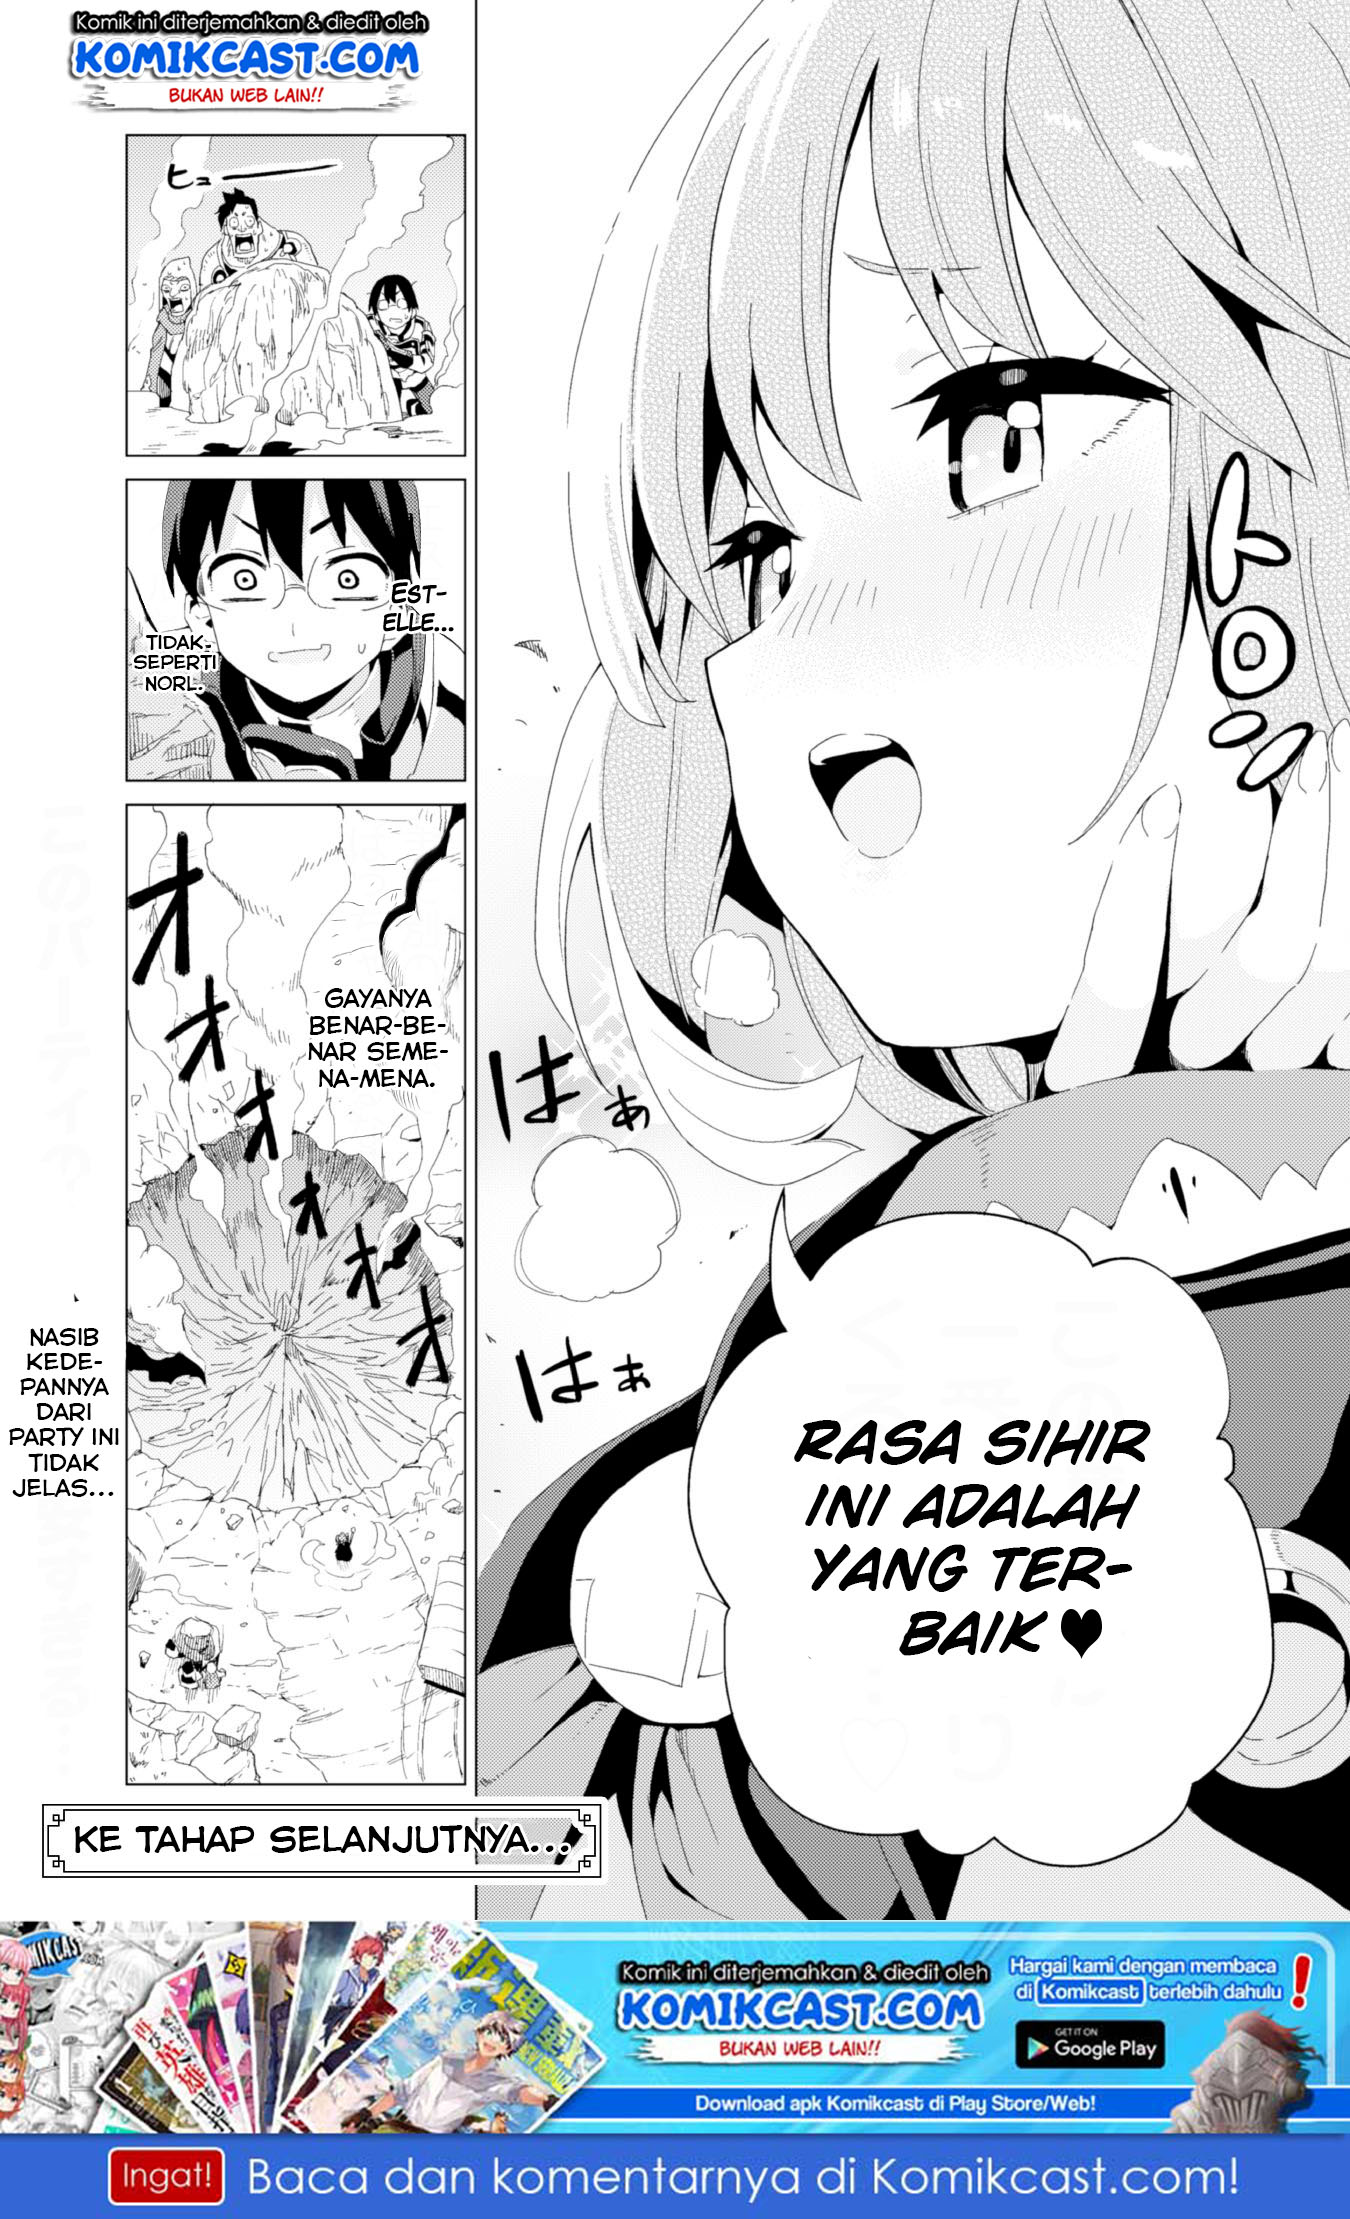 Komik ini diterjemahkan & diedit oleh
KOMIKCAST.COM
BUKAN WEB LAIN!!
トロン
はぁ
はぁ
RASA SIHIR
INI ADALAH
YANG TER-
BAIK ♥
ヒュー
EST-
ELLE...
TIDAK
SEPERTI
NORL.
オオオオオオ
GAYANYA
BENAR-BE-
NAR SEME-
NA-MENA.
NASIB
KEDE-
PANNYA
DARI
PARTY INI
TIDAK
JELAS...
KE TAHAP SELANJUTNYA...
Komik ini diterjemahkan & diedit oleh
KOMIKCAST.COM
BUKAN WEB LAIN!!
Hargai kami dengan membaca
di Komikcast terlebih dahulu !
GET IT ON
Google Play
Download apk Komikcast di Play Store/Web!
Ingat! Baca dan komentarnya di Komikcast.com!